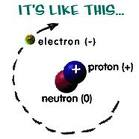 IT'S LIKE THIS...
electron (-)
+
proton (+)
neutron (0)